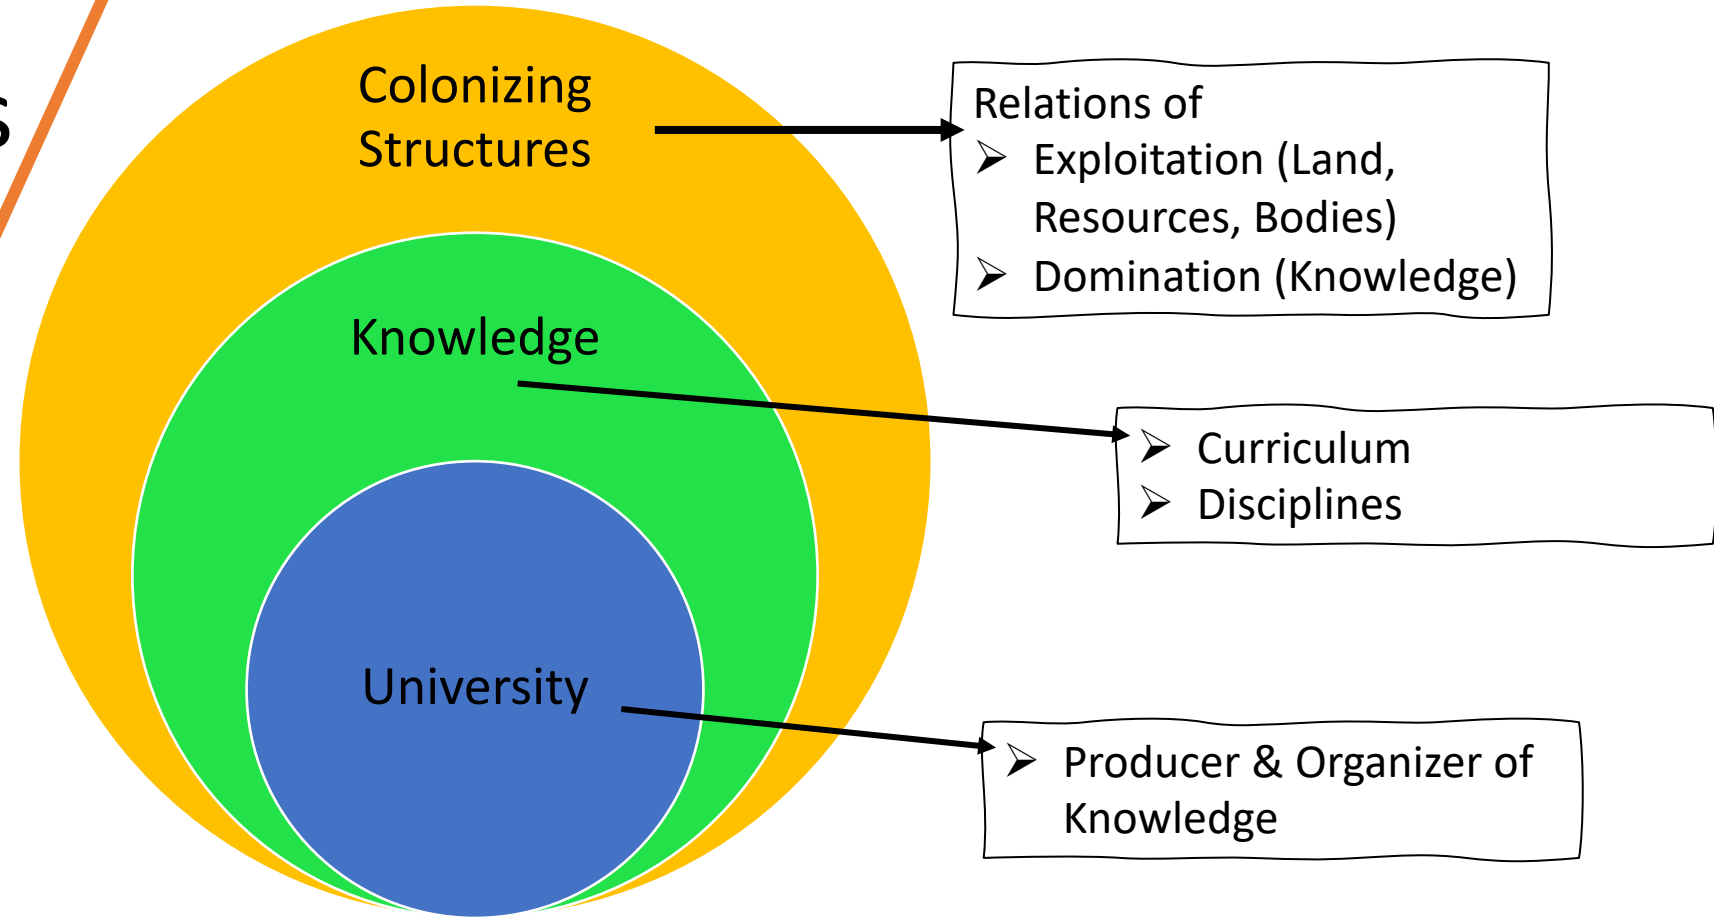 s
Colonizing
Structures
Relations of
➢ Exploitation (Land,
Resources, Bodies)
➢ Domination (Knowledge)
Knowledge
➢ Curriculum
➢ Disciplines
University
➢ Producer & Organizer of
Knowledge